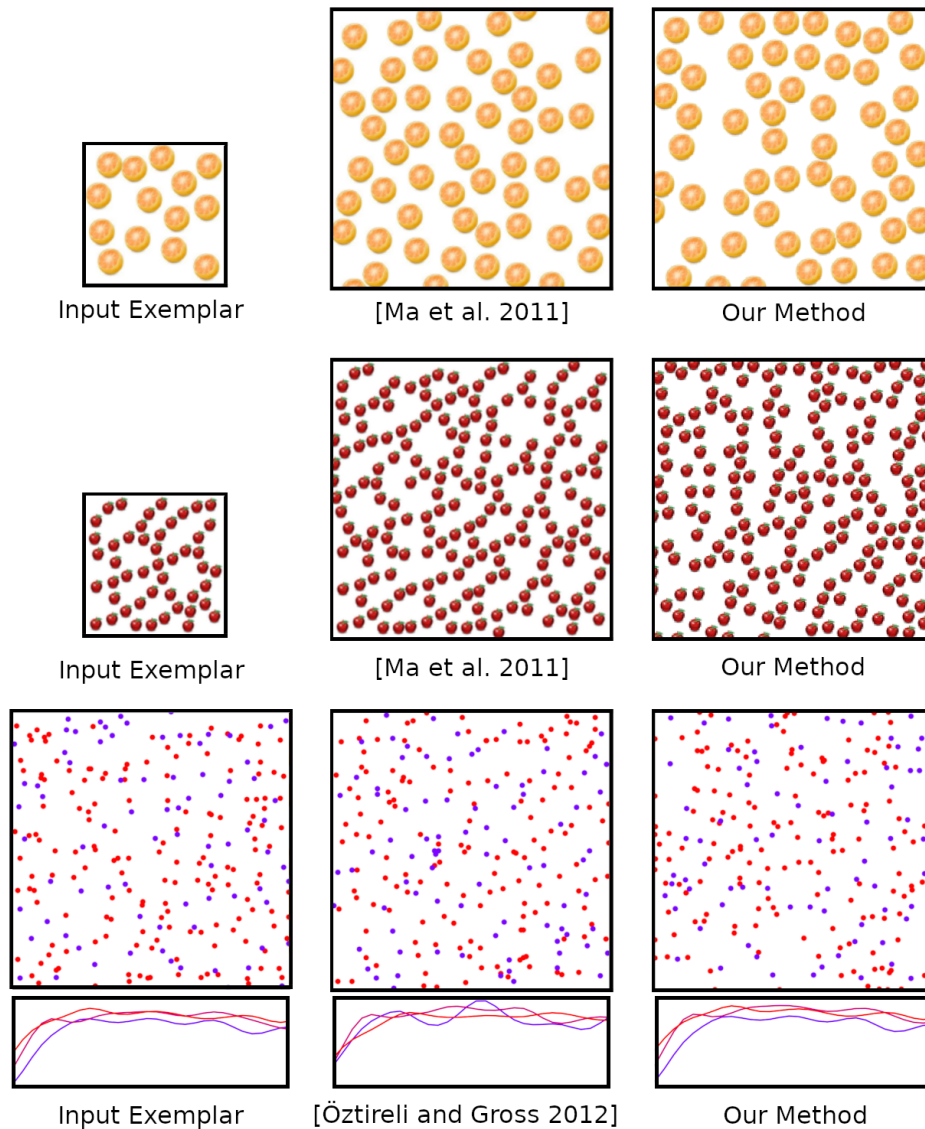 Input Exemplar
[Ma et al. 2011]
Our Method
Input Exemplar
[Ma et al. 2011]
Our Method
Input Exemplar
[Öztireli and Gross 2012]
Our Method